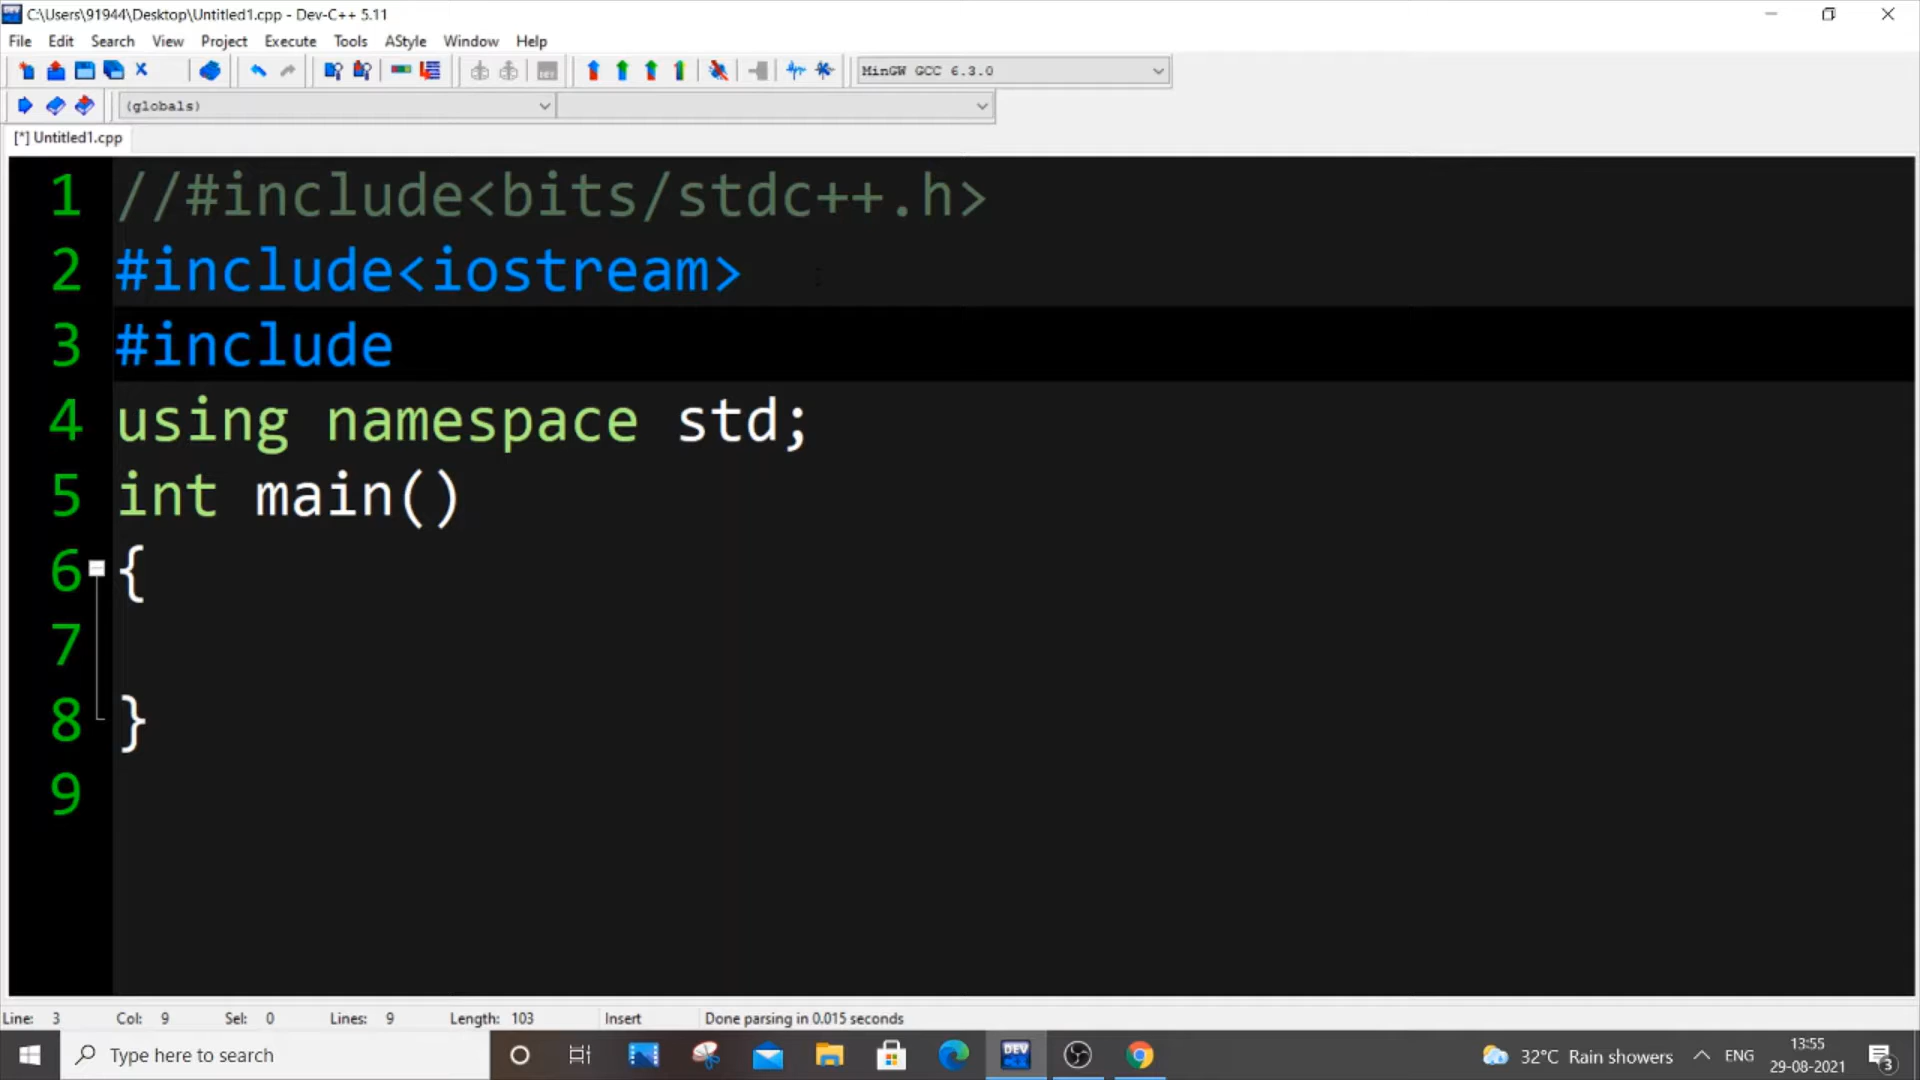 C:\Users\91944\Desktop\Untitled1.cpp - Dev-C++ 5.11
File Edit Search View Project Execute Tools AStyle Window Help
MinGW GCC 6.3.0
(globals)
[*] Untitled1.cpp
1 //#include<bits/stdc++.h>
2 #include<iostream>
3 #include
4 using namespace std;
5 int main()
6 {
7
8 }
9
Line: 3 Col: 9 Sel: 0 Lines: 9 Length: 103 Insert Done parsing in 0.015 seconds
Type here to search
DEV
32°C Rain showers
ENG
13:55
29-08-2021
3